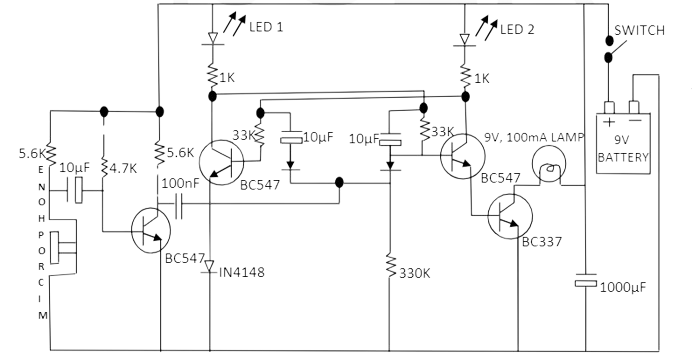 LED 1
LED 2
SWITCH
1K
1K
33K
10µF
10µF
33K
9V, 100mA LAMP
+ -
9V
BATTERY
5.6K
10µF
4.7K
5.6K
100nF
BC547
BC547
BC337
BC547
IN4148
330K
1000µF
E
N
O
H
P
O
R
C
I
M